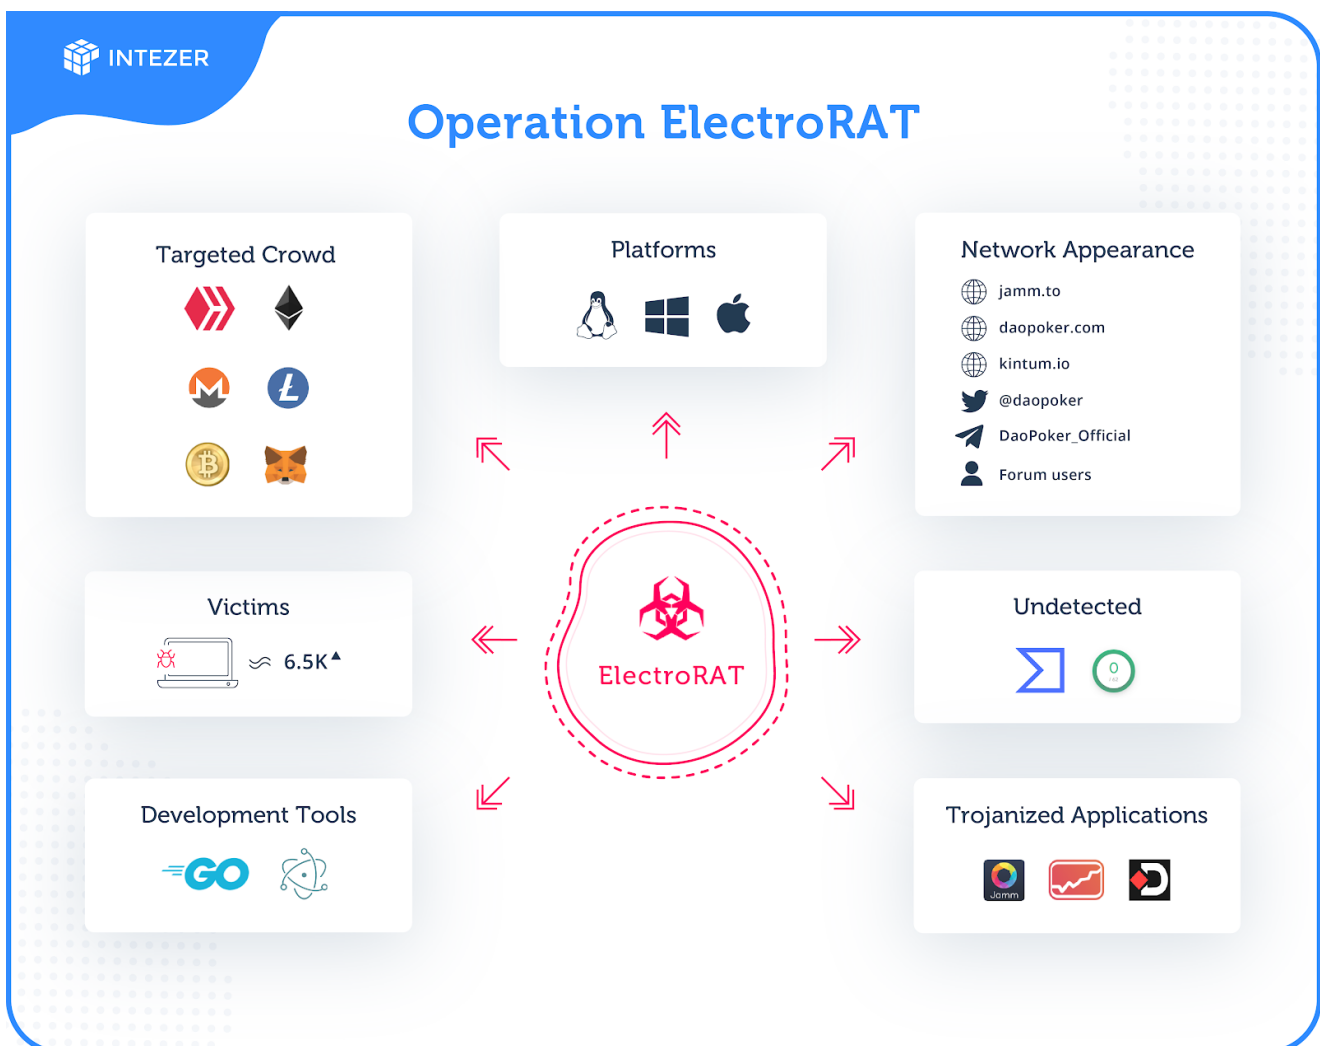 INTEZER
Operation ElectroRAT
Targeted Crowd
Platforms
Network Appearance
jamm.to
daopoker.com
kintum.io
@daopoker
DaoPoker_Official
Forum users
ElectroRAT
Victims
≈ 6.5K▲
Undetected
0
Development Tools
GO
Trojanized Applications
Jamm
D